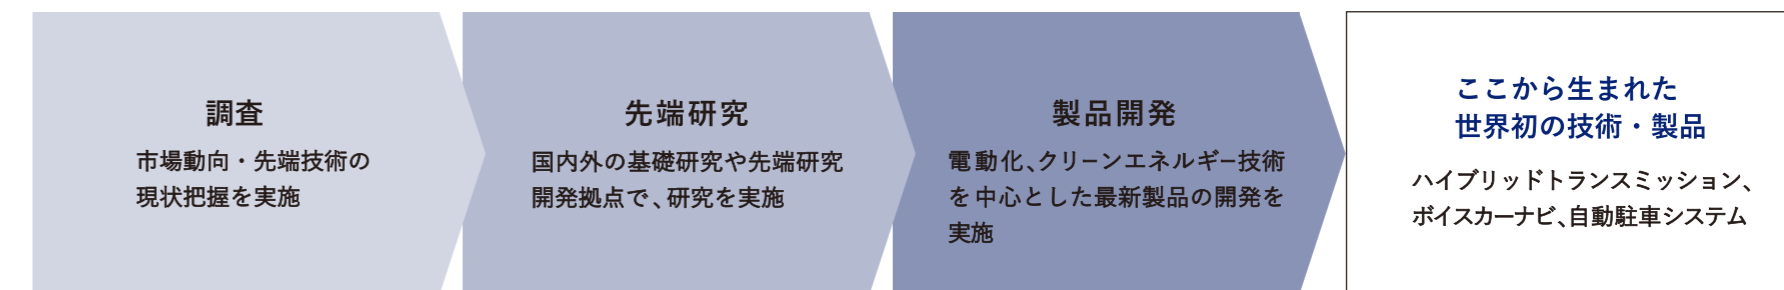 調査
市場動向・先端技術の
現状把握を実施
先端研究
国内外の基礎研究や先端研究
開発拠点で、研究を実施
製品開発
電動化、クリーンエネルギー技術
を中心とした最新製品の開発を
実施
ここから生まれた
世界初の技術・製品
ハイブリッドトランスミッション、
ボイスカーナビ、自動駐車システム